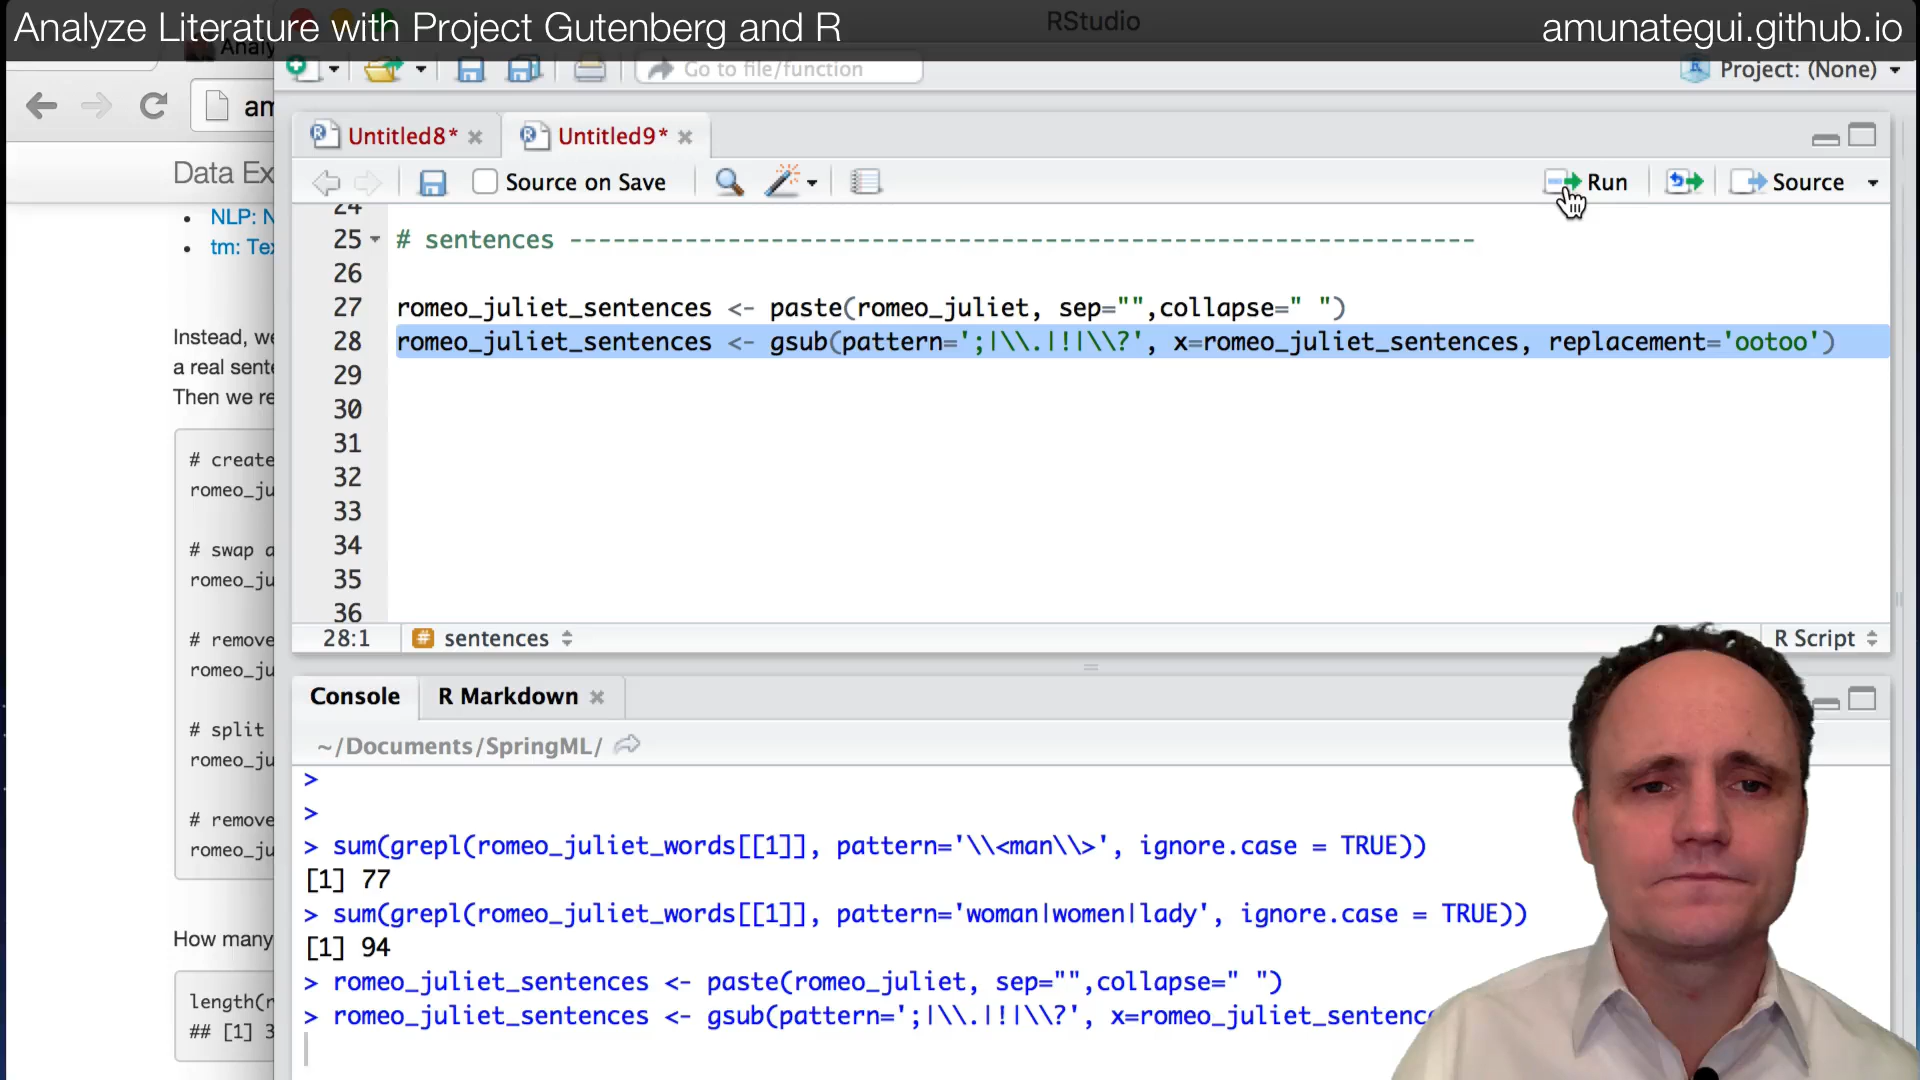 Analyze Literature with Project Gutenberg and R
RStudio
amunategui.github.io
Analy
Go to file/function
Project: (None)
am
Untitled8*
Untitled9*
Data Ex
Source on Save
Run
Source
NLP: N
tm: Tex
24
25 # sentences ---------------------------------------------------------------
26
27 romeo_juliet_sentences <- paste(romeo_juliet, sep="",collapse=" ")
28 romeo_juliet_sentences <- gsub(pattern=';|\\.|!|\\?', x=romeo_juliet_sentences, replacement='ootoo')
29
30
31
32
33
34
35
36
Instead, we
a real sente
Then we re
# create
romeo_ju
# swap a
romeo_ju
# remove
romeo_ju
# split
romeo_ju
# remove
romeo_ju
How many
length(r
## [1] 3
28:1
sentences
R Script
Console
R Markdown
~/Documents/SpringML/
>
>
> sum(grepl(romeo_juliet_words[[1]], pattern='\\<man\\>', ignore.case = TRUE))
[1] 77
> sum(grepl(romeo_juliet_words[[1]], pattern='woman|women|lady', ignore.case = TRUE))
[1] 94
> romeo_juliet_sentences <- paste(romeo_juliet, sep="",collapse=" ")
> romeo_juliet_sentences <- gsub(pattern=';|\\.|!|\\?', x=romeo_juliet_sentenc